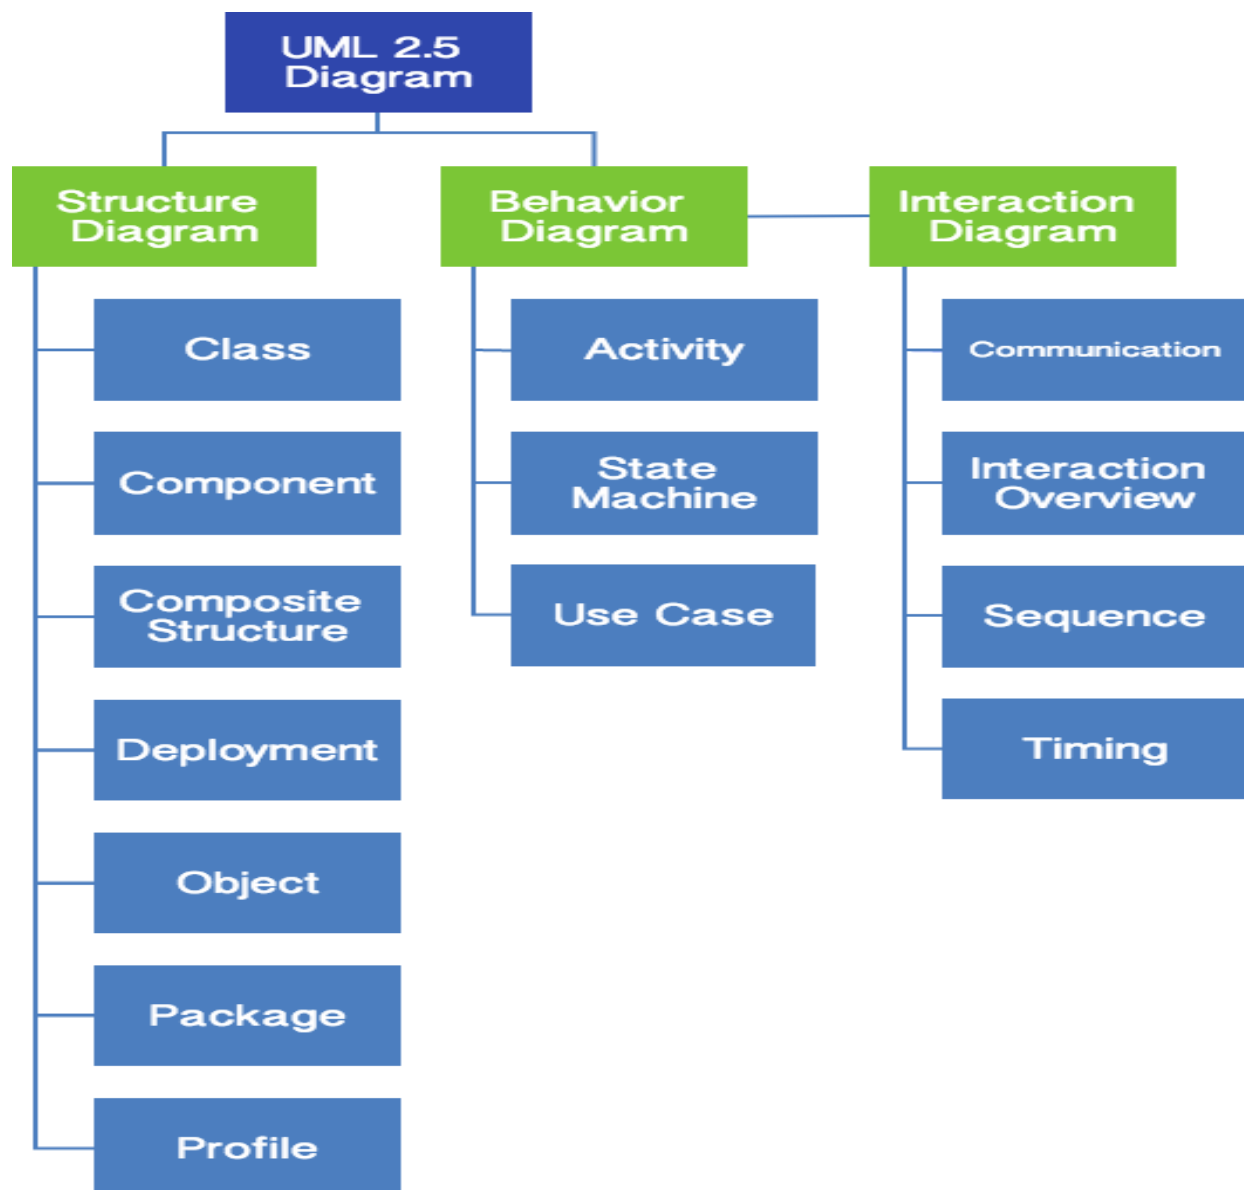 UML 2.5
Diagram
Structure
Diagram
Class
Component
Composite
Structure
Deployment
Object
Package
Profile
Behavior
Diagram
Activity
State
Machine
Use Case
Interaction
Diagram
Communication
Interaction
Overview
Sequence
Timing